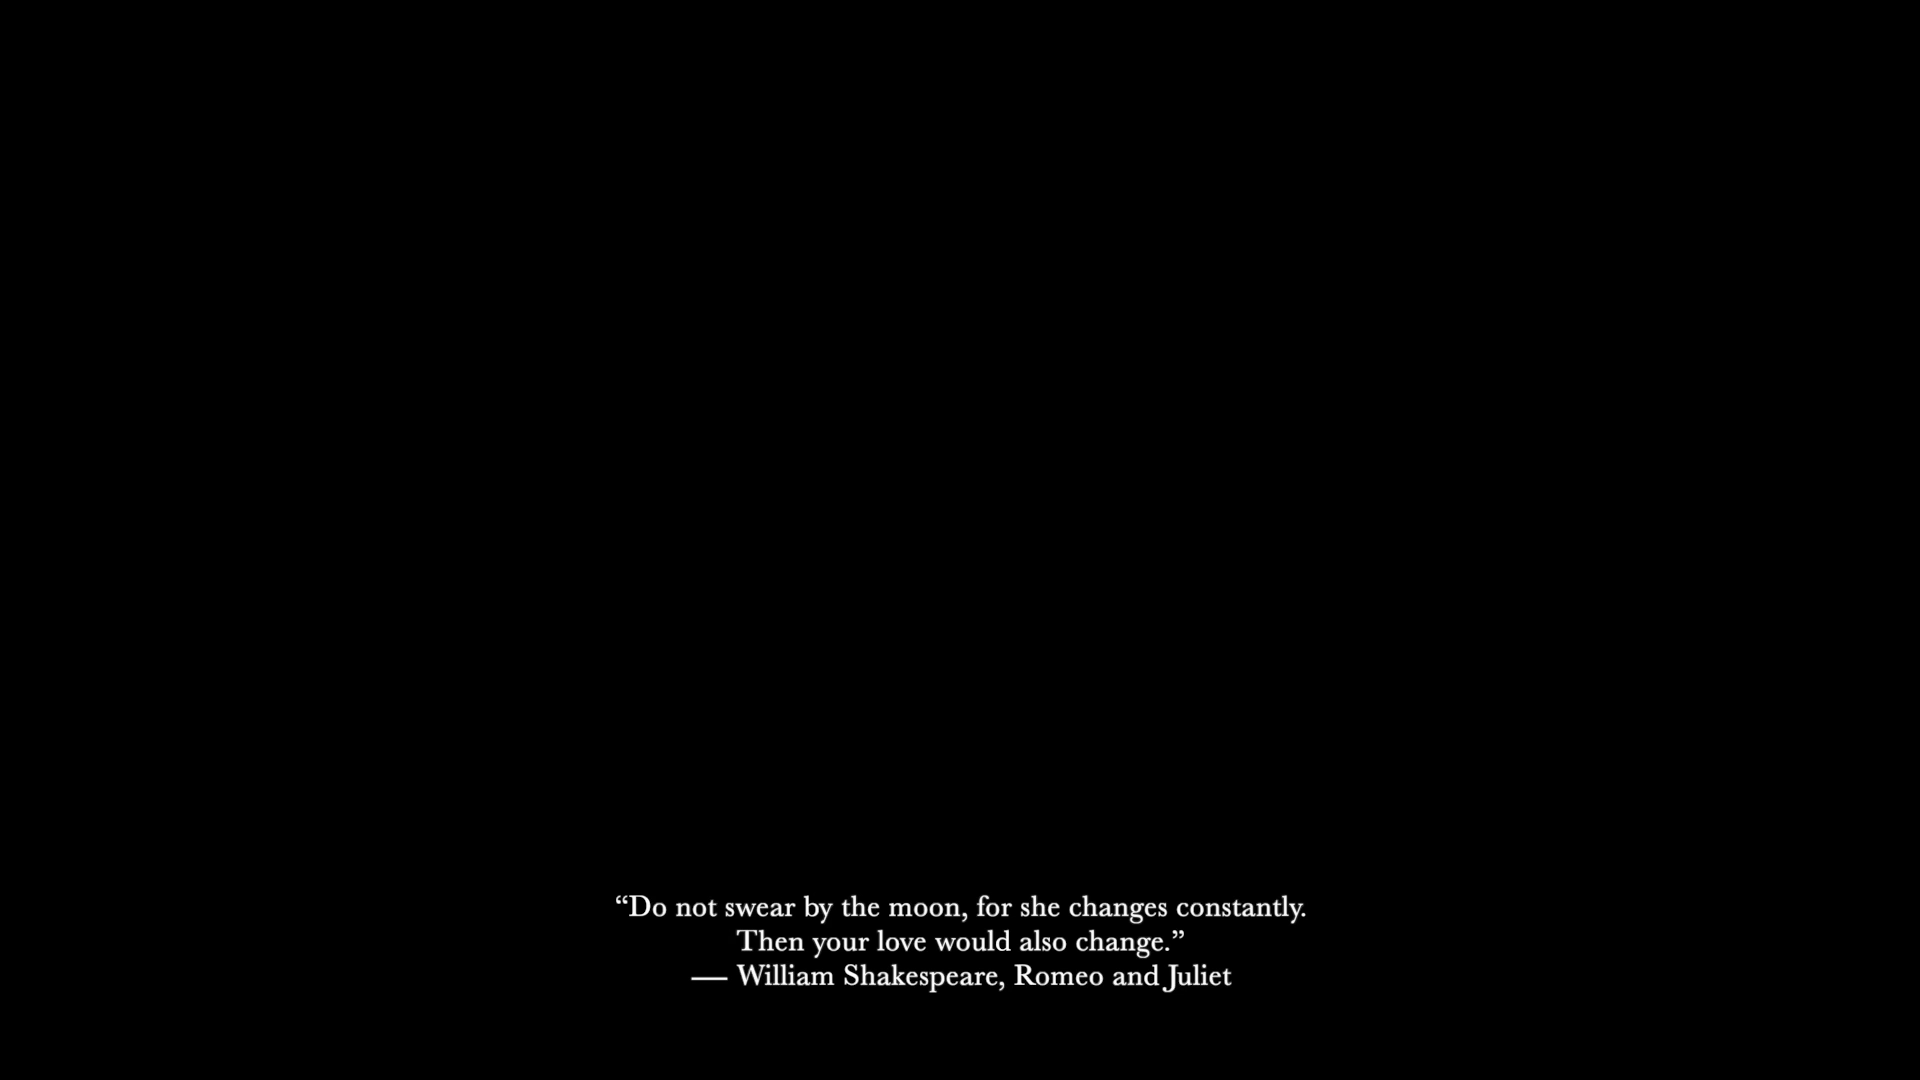 “Do not swear by the moon, for she changes constantly.
Then your love would also change.”
— William Shakespeare, Romeo and Juliet